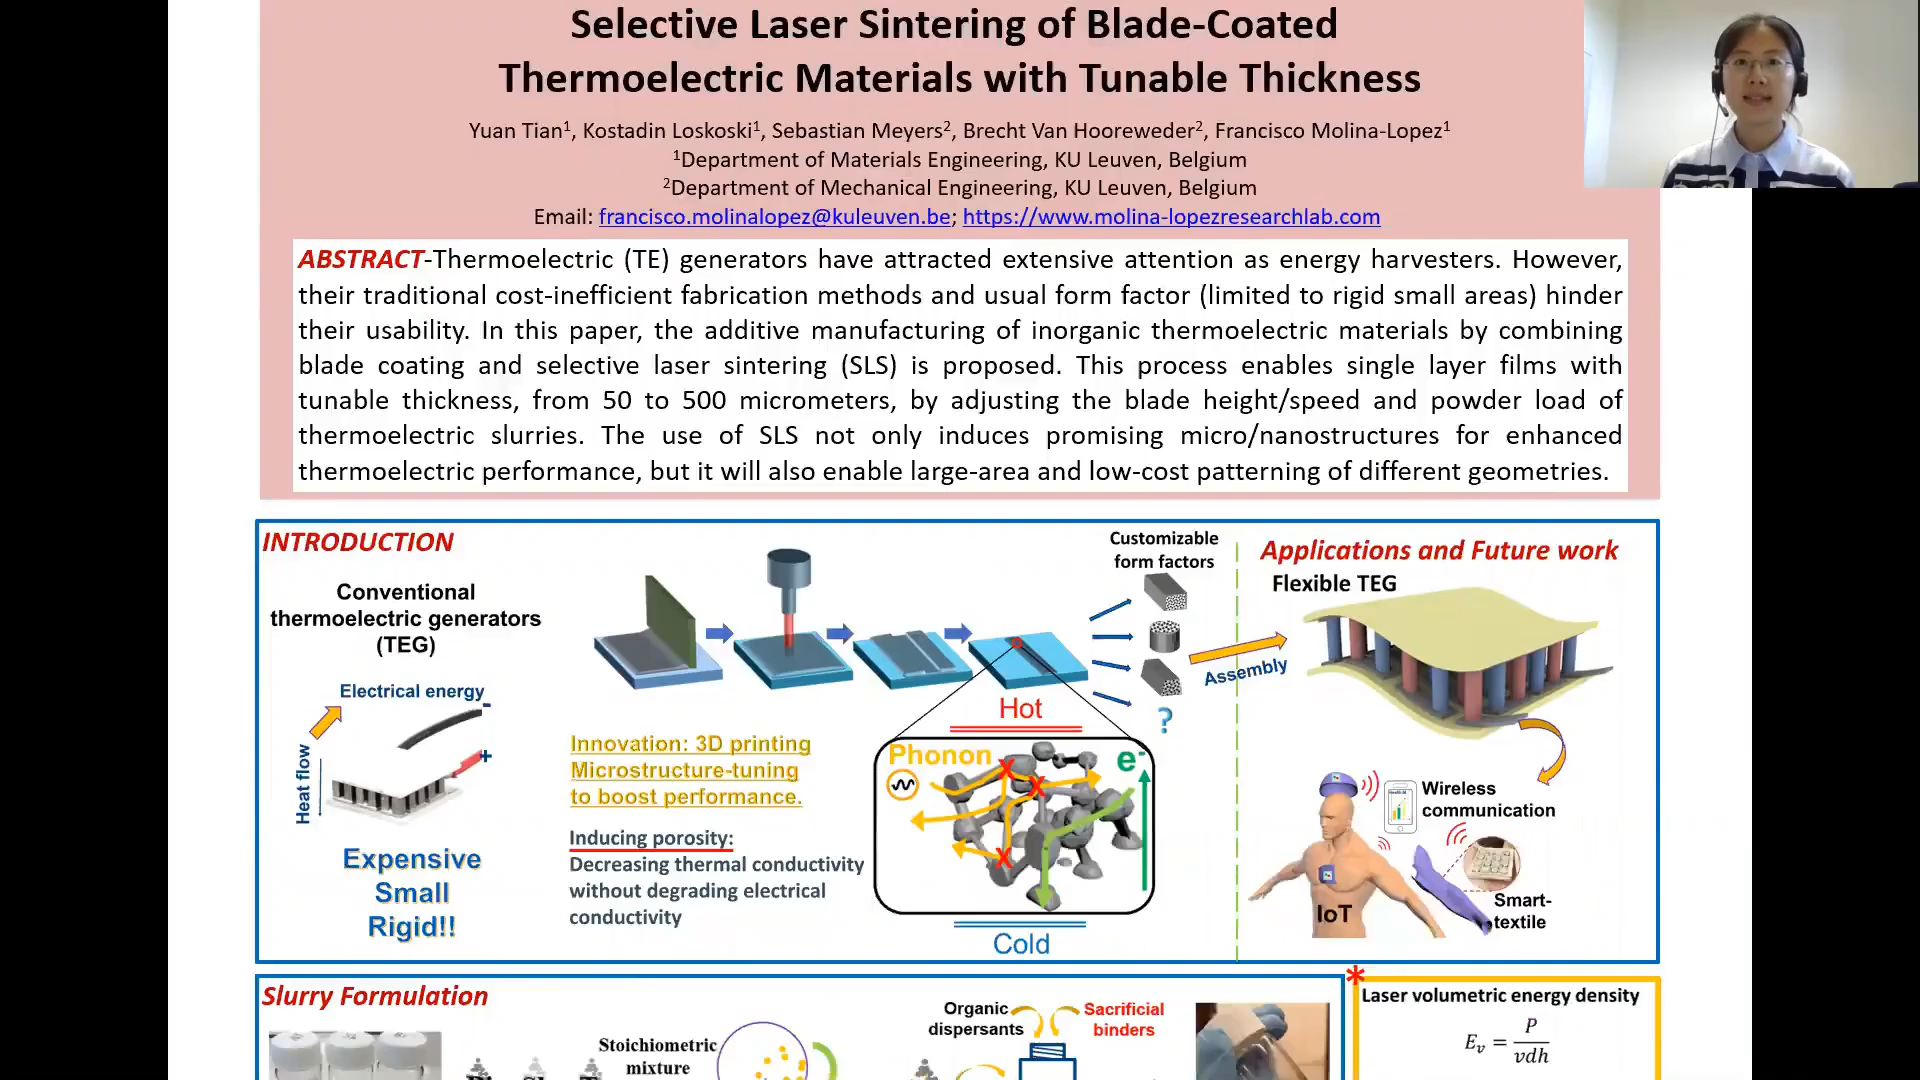 Selective Laser Sintering of Blade-Coated
Thermoelectric Materials with Tunable Thickness
Yuan Tian1, Kostadin Loskoski1, Sebastian Meyers2, Brecht Van Hooreweder2, Francisco Molina-Lopez1
1Department of Materials Engineering, KU Leuven, Belgium
2Department of Mechanical Engineering, KU Leuven, Belgium
Email: francisco.molinalopez@kuleuven.be; https://www.molina-lopezresearchlab.com
ABSTRACT-Thermoelectric (TE) generators have attracted extensive attention as energy harvesters. However,
their traditional cost-inefficient fabrication methods and usual form factor (limited to rigid small areas) hinder
their usability. In this paper, the additive manufacturing of inorganic thermoelectric materials by combining
blade coating and selective laser sintering (SLS) is proposed. This process enables single layer films with
tunable thickness, from 50 to 500 micrometers, by adjusting the blade height/speed and powder load of
thermoelectric slurries. The use of SLS not only induces promising micro/nanostructures for enhanced
thermoelectric performance, but it will also enable large-area and low-cost patterning of different geometries.
INTRODUCTION
Conventional
thermoelectric generators
(TEG)
Electrical energy
-
+
Heat flow
Expensive
Small
Rigid!!
Innovation: 3D printing
Microstructure-tuning
to boost performance.
Inducing porosity:
Decreasing thermal conductivity
without degrading electrical
conductivity
Hot
Phonon
e-
X
X
X
Cold
Customizable
form factors
?
Assembly
Applications and Future work
Flexible TEG
Wireless
communication
IoT
Smart-
textile
Slurry Formulation
Stoichiometric
mixture
Organic
dispersants
Sacrificial
binders
*
Laser volumetric energy density
Ev = P / vdh